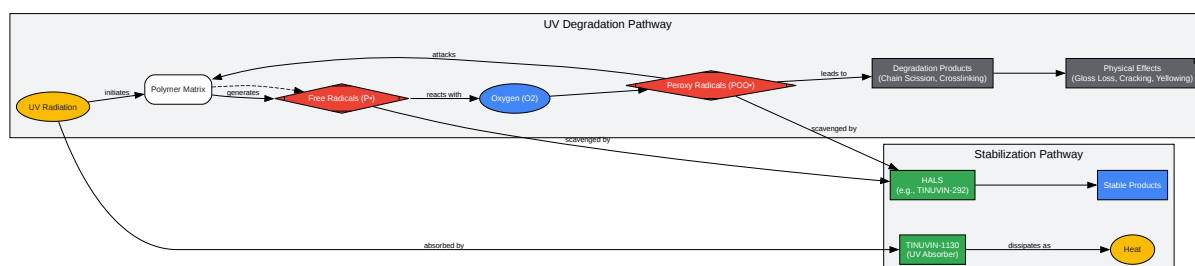 UV Degradation Pathway
attacks
Degradation Products
(Chain Scission, Crosslinking)
Physical Effects
(Gloss Loss, Cracking, Yellowing)
leads to
Peroxy Radicals (POO•)
Polymer Matrix
initiates
generates
UV Radiation
Free Radicals (P•)
reacts with
Oxygen (O2)
scavenged by
scavenged by
Stabilization Pathway
HALS
(e.g., TINUVIN-292)
Stable Products
absorbed by
TINUVIN-1130
(UV Absorber)
dissipates as
Heat